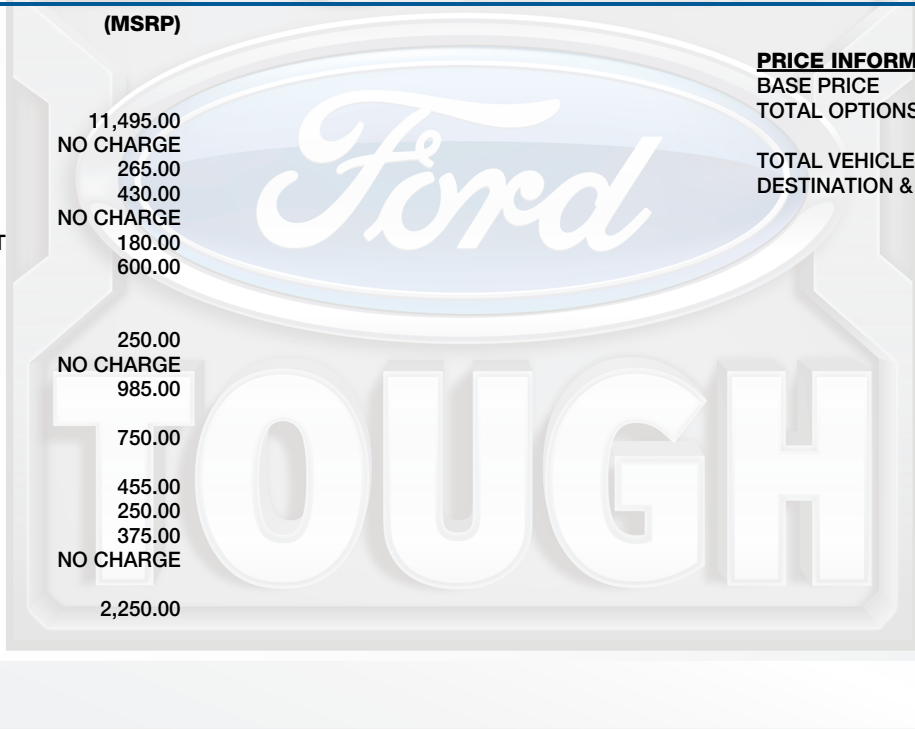 (MSRP)
11,495.00
NO CHARGE
265.00
430.00
NO CHARGE
T 180.00
600.00
250.00
NO CHARGE
985.00
750.00
455.00
250.00
375.00
NO CHARGE
2,250.00
PRICE INFORM
BASE PRICE
TOTAL OPTIONS
TOTAL VEHICLE
DESTINATION &
Ford
TOUGH